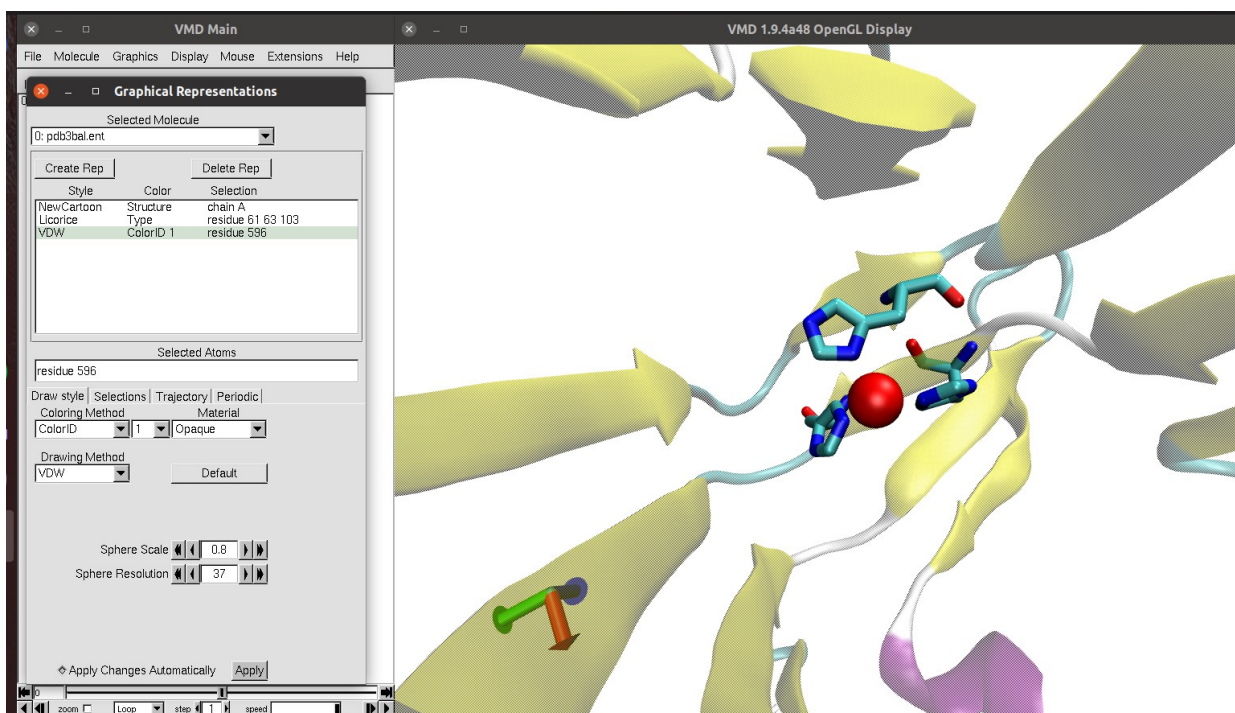 VMD Main
File Molecule Graphics Display Mouse Extensions Help
Graphical Representations
Selected Molecule
0: pdb3bal.ent
Create Rep Delete Rep
Style Color Selection
NewCartoon Structure chain A
Licorice Type residue 61 63 103
VDW ColorID 1 residue 596
Selected Atoms
residue 596
Draw style Selections Trajectory Periodic
Coloring Method Material
ColorID 1 Opaque
Drawing Method
VDW Default
Sphere Scale 0.8
Sphere Resolution 37
Apply Changes Automatically Apply
0
zoom Loop step 1 speed
VMD 1.9.4a48 OpenGL Display